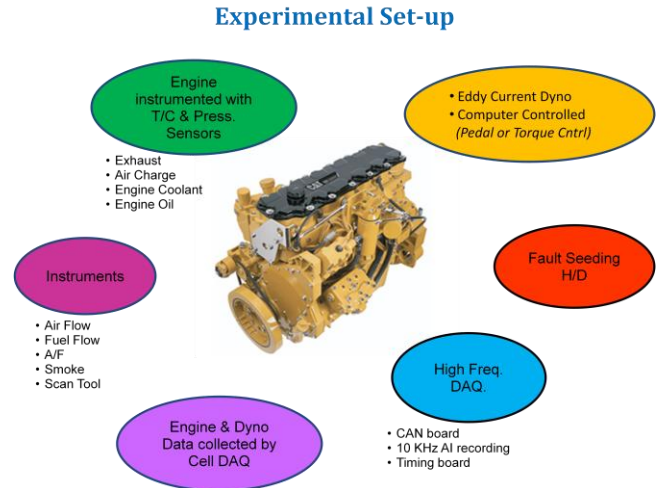 Experimental Set-up
Engine
instrumented with
T/C & Press.
Sensors
• Exhaust
• Air Charge
• Engine Coolant
• Engine Oil
• Eddy Current Dyno
• Computer Controlled
(Pedal or Torque Cntrl)
CAT
Instruments
• Air Flow
• Fuel Flow
• A/F
• Smoke
• Scan Tool
Fault Seeding
H/D
High Freq.
DAQ.
• CAN board
• 10 KHz AI recording
• Timing board
Engine & Dyno
Data collected by
Cell DAQ